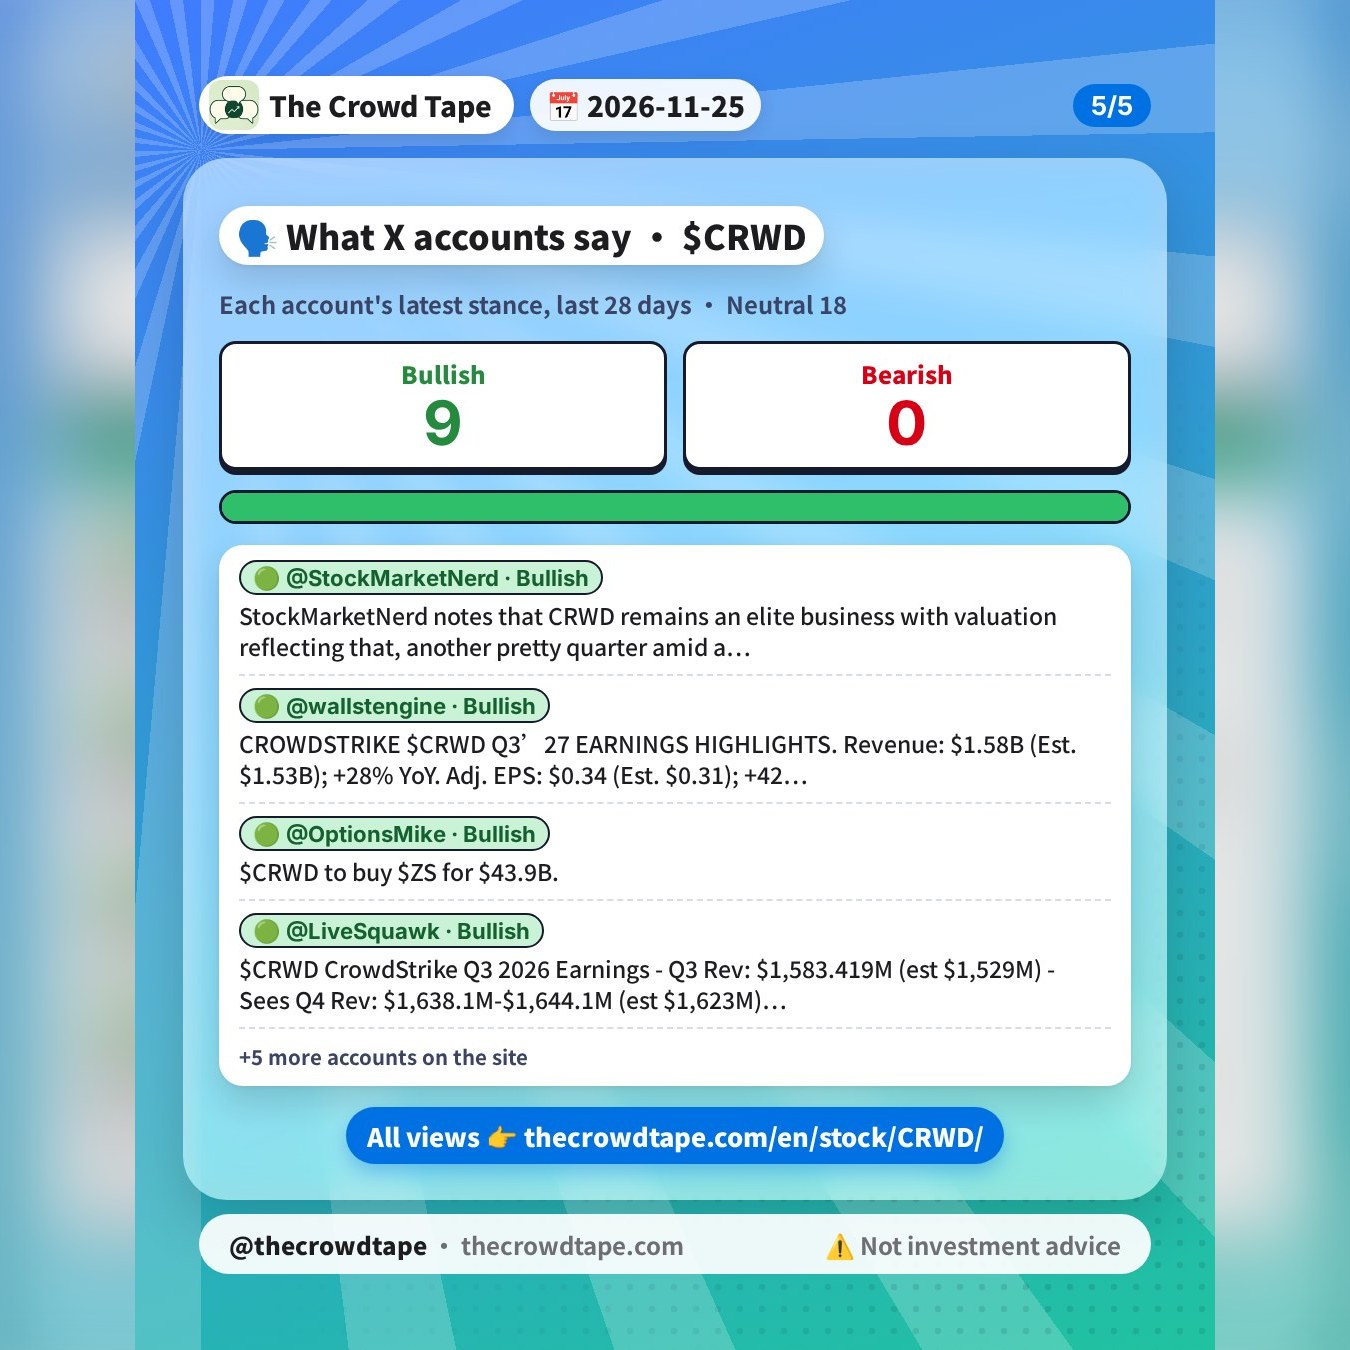 The Crowd Tape
📅 2026-11-25
5/5
🗣️ What X accounts say • $CRWD
Each account's latest stance, last 28 days • Neutral 18
Bullish
9
Bearish
0
🟢 @StockMarketNerd · Bullish
StockMarketNerd notes that CRWD remains an elite business with valuation
reflecting that, another pretty quarter amid a…
🟢 @wallstengine · Bullish
CROWDSTRIKE $CRWD Q3’ 27 EARNINGS HIGHLIGHTS. Revenue: $1.58B (Est.
$1.53B); +28% YoY. Adj. EPS: $0.34 (Est. $0.31); +42…
🟢 @OptionsMike · Bullish
$CRWD to buy $ZS for $43.9B.
🟢 @LiveSquawk · Bullish
$CRWD CrowdStrike Q3 2026 Earnings - Q3 Rev: $1,583.419M (est $1,529M) -
Sees Q4 Rev: $1,638.1M-$1,644.1M (est $1,623M)…
+5 more accounts on the site
All views 👉 thecrowdtape.com/en/stock/CRWD/
@thecrowdtape • thecrowdtape.com
⚠️ Not investment advice